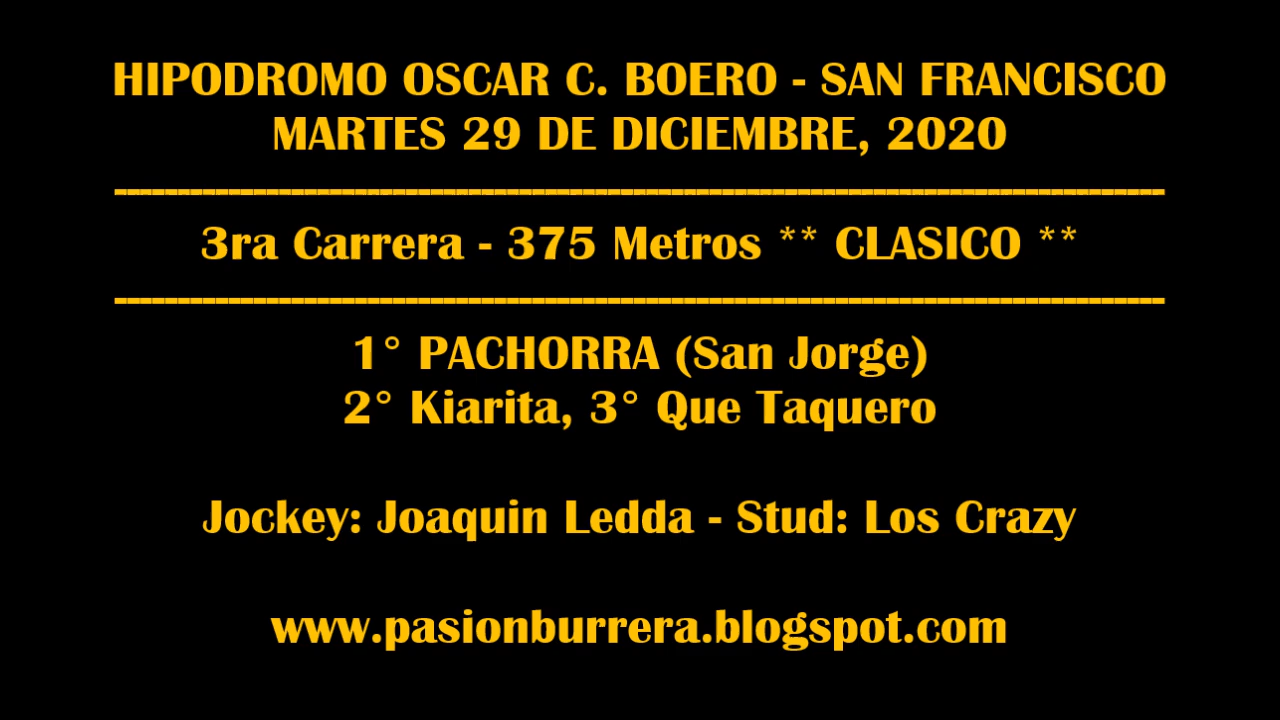 HIPODROMO OSCAR C. BOERO - SAN FRANCISCO
MARTES 29 DE DICIEMBRE, 2020
3ra Carrera - 375 Metros ** CLASICO **
1° PACHORRA (San Jorge)
2° Kiarita, 3° Que Taquero
Jockey: Joaquin Ledda - Stud: Los Crazy
www.pasionburrera.blogspot.com